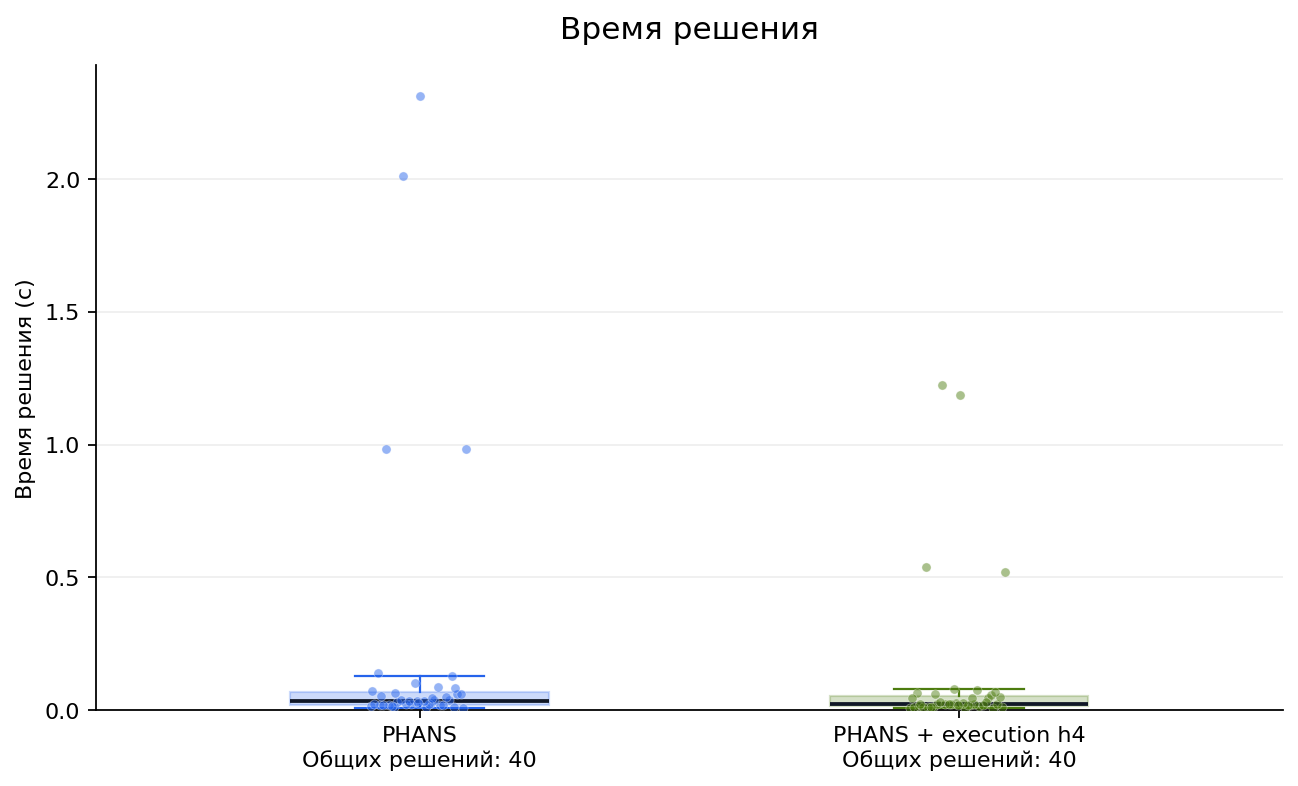 Время решения
Время решения (с)
2.0
1.5
1.0
0.5
0.0
PHANS
Общих решений: 40
PHANS + execution h4
Общих решений: 40